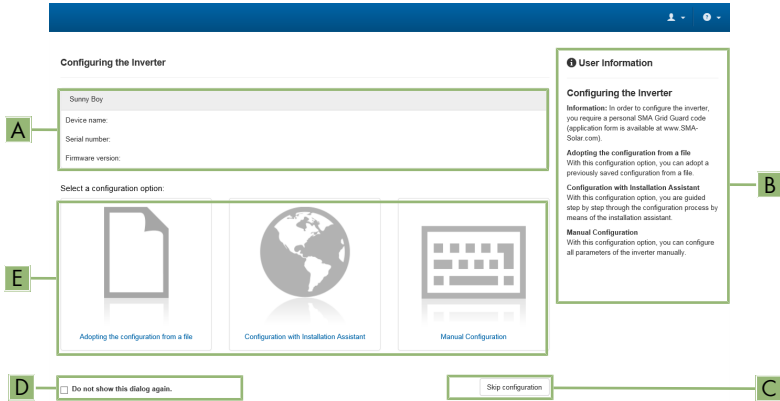 Configuring the Inverter
Sunny Boy
Device name:
Serial number:
Firmware version:
A
Select a configuration option:
Adopting the configuration from a file
Configuration with Installation Assistant
Manual Configuration
E
D
Do not show this dialog again.
Skip configuration
C
User Information
Configuring the Inverter
Information: In order to configure the inverter,
you require a personal SMA Grid Guard code
(application form is available at www.SMA-
Solar.com).
Adopting the configuration from a file
With this configuration option, you can adopt a
previously saved configuration from a file.
Configuration with Installation Assistant
With this configuration option, you are guided
step by step through the configuration process by
means of the installation assistant.
Manual Configuration
With this configuration option, you can configure
all parameters of the inverter manually.
B